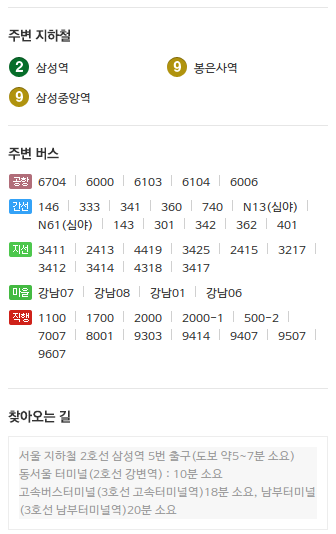 주변 지하철
2 삼성역 9 봉은사역
9 삼성중앙역
주변 버스
공항 6704 6000 6103 6104 6006
간선 146 333 341 360 740 N13(심야)
N61(심야) 143 301 342 362 401
지선 3411 2413 4419 3425 2415 3217
3412 3414 4318 3417
마을 강남07 강남08 강남01 강남06
직행 1100 1700 2000 2000-1 500-2
7007 8001 9303 9414 9407 9507
9607
찾아오는 길
서울 지하철 2호선 삼성역 5번 출구(도보 약5~7분 소요)
동서울 터미널(2호선 강변역) : 10분 소요
고속버스터미널(3호선 고속터미널역)18분 소요, 남부터미널
(3호선 남부터미널역)20분 소요